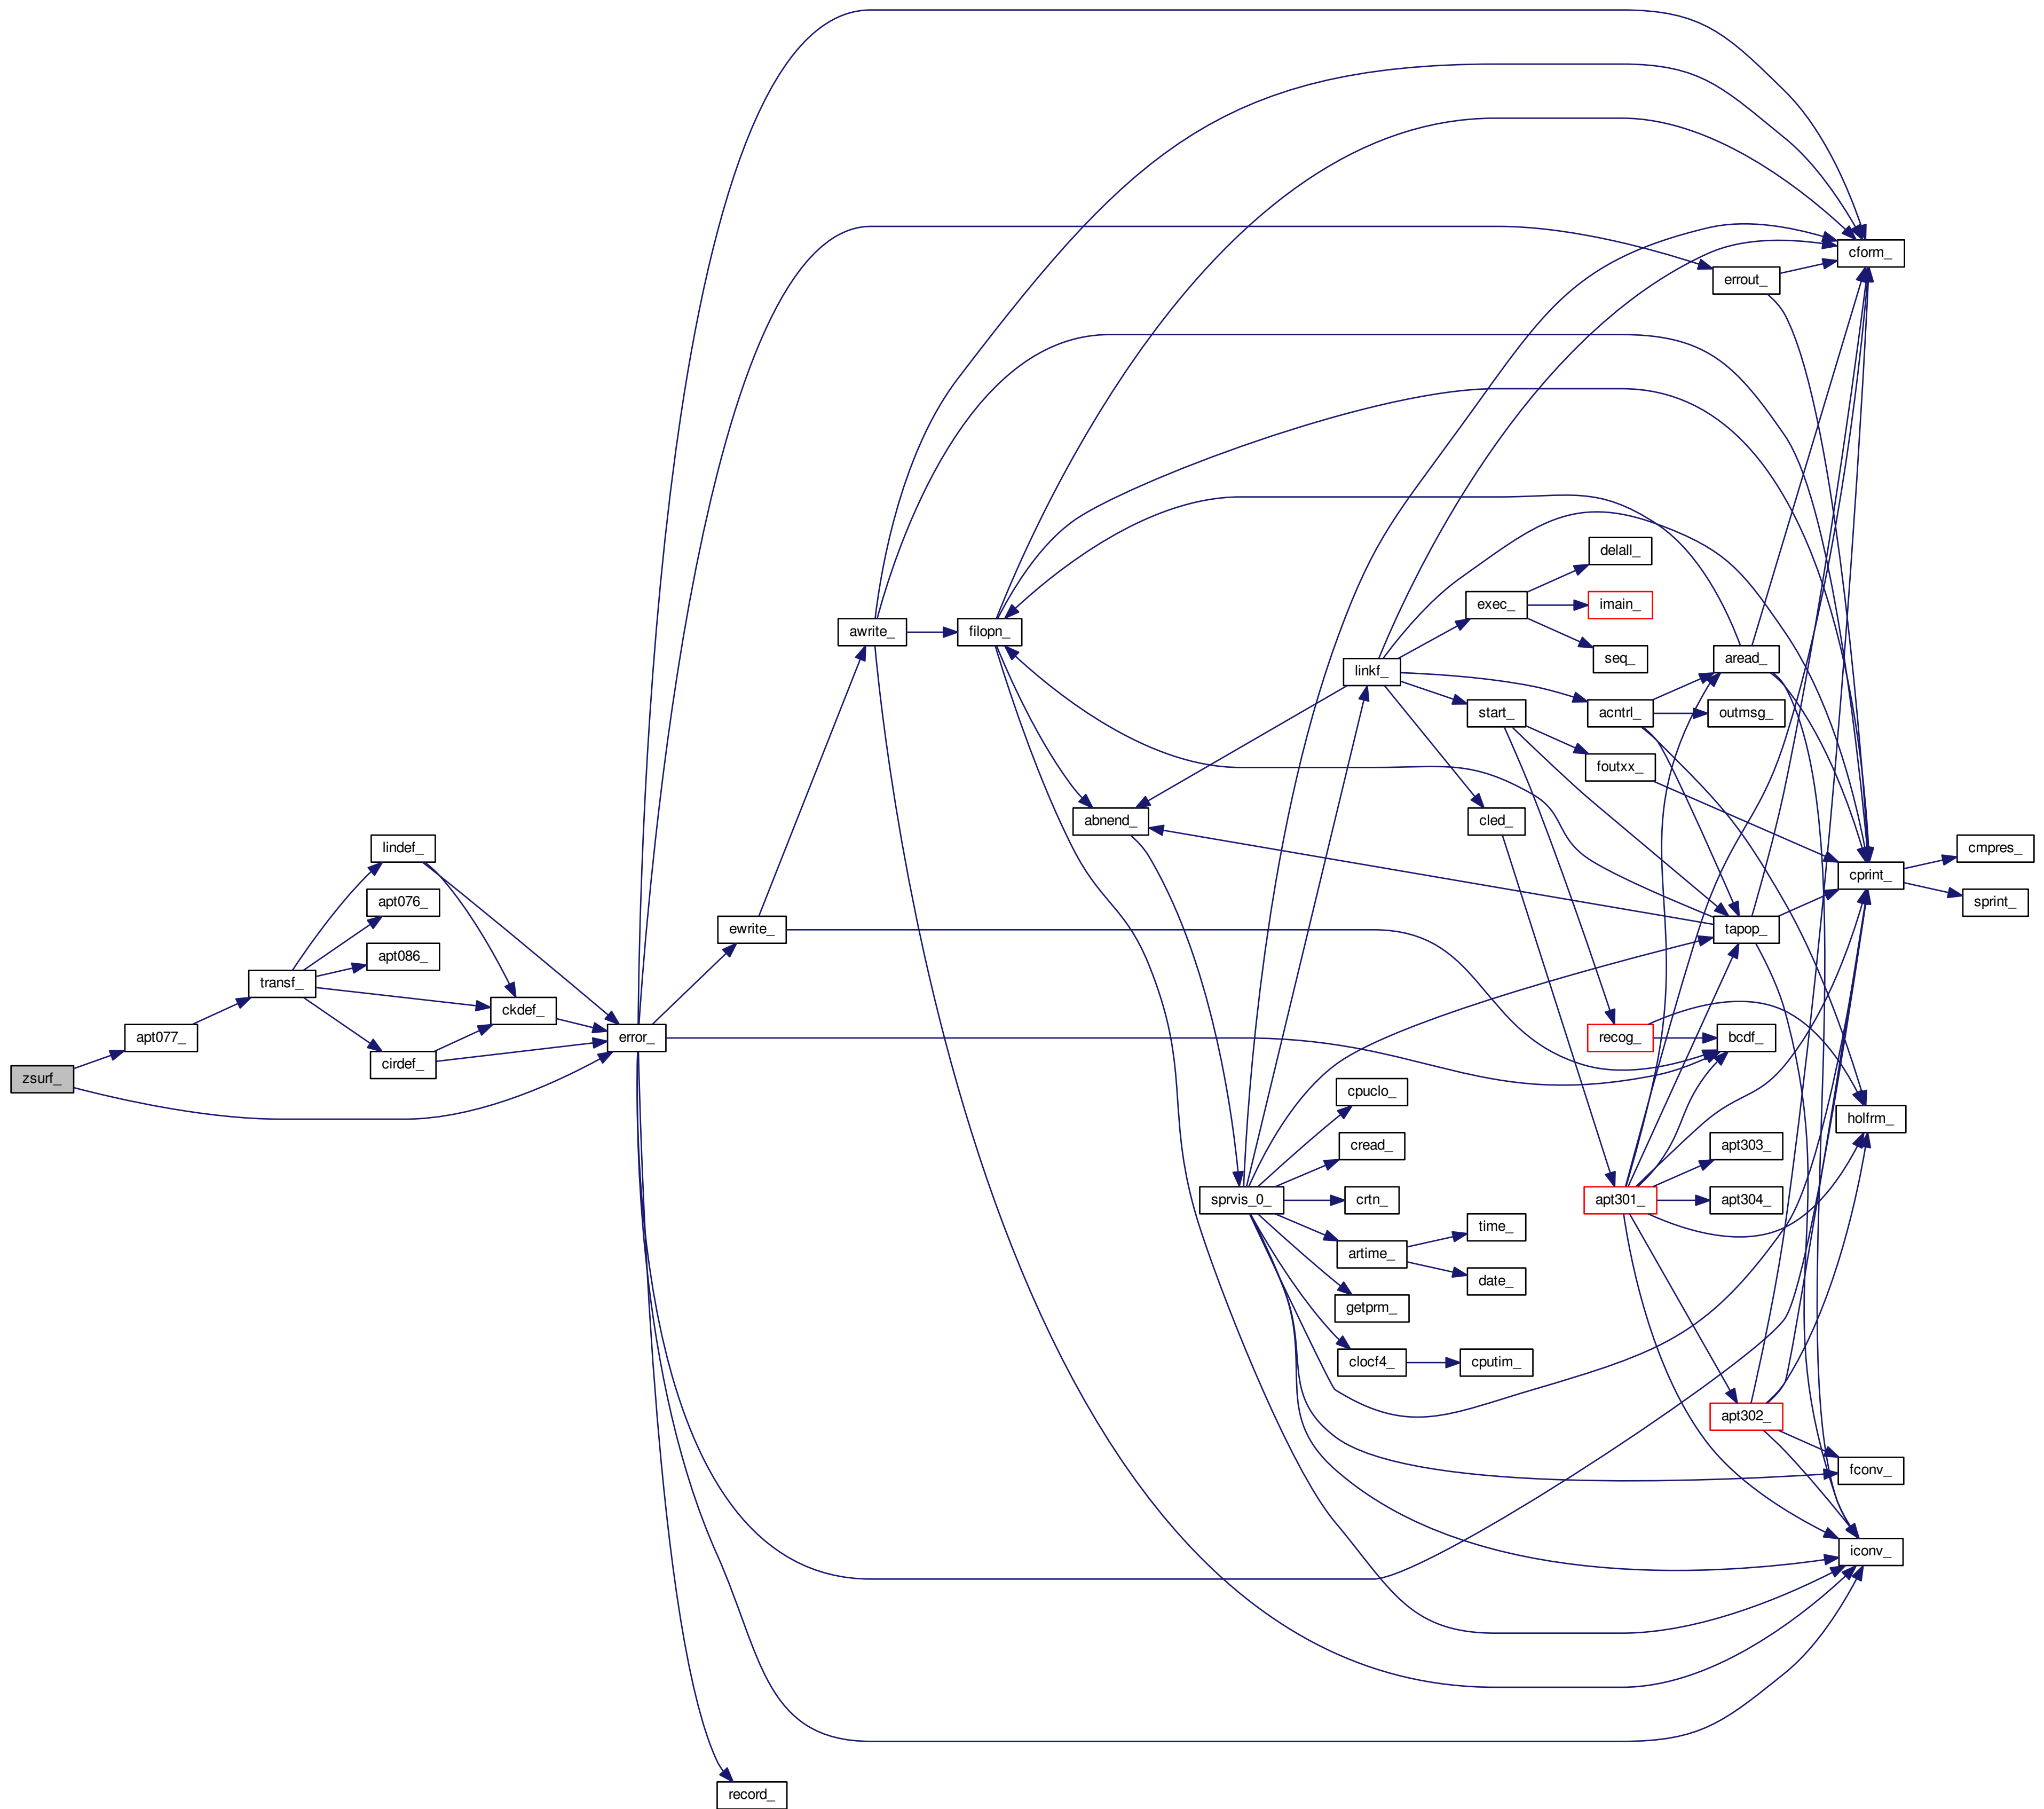 cform_
errout_
delall_
exec_
imain_
awrite_
filopn_
aread_
seq_
linkf_
start_
acntrl_
outmsg_
foutxx_
cled_
abnend_
lindef_
cmpres_
cprint_
apt076_
sprint_
ewrite_
tapop_
apt086_
transf_
ckdef_
apt077_
error_
recog_
bcdf_
cirdef_
zsurf_
cpuclo_
holfrm_
cread_
apt303_
sprvis_0_
crtn_
apt301_
apt304_
time_
artime_
date_
getprm_
clocf4_
cputim_
apt302_
fconv_
iconv_
record_